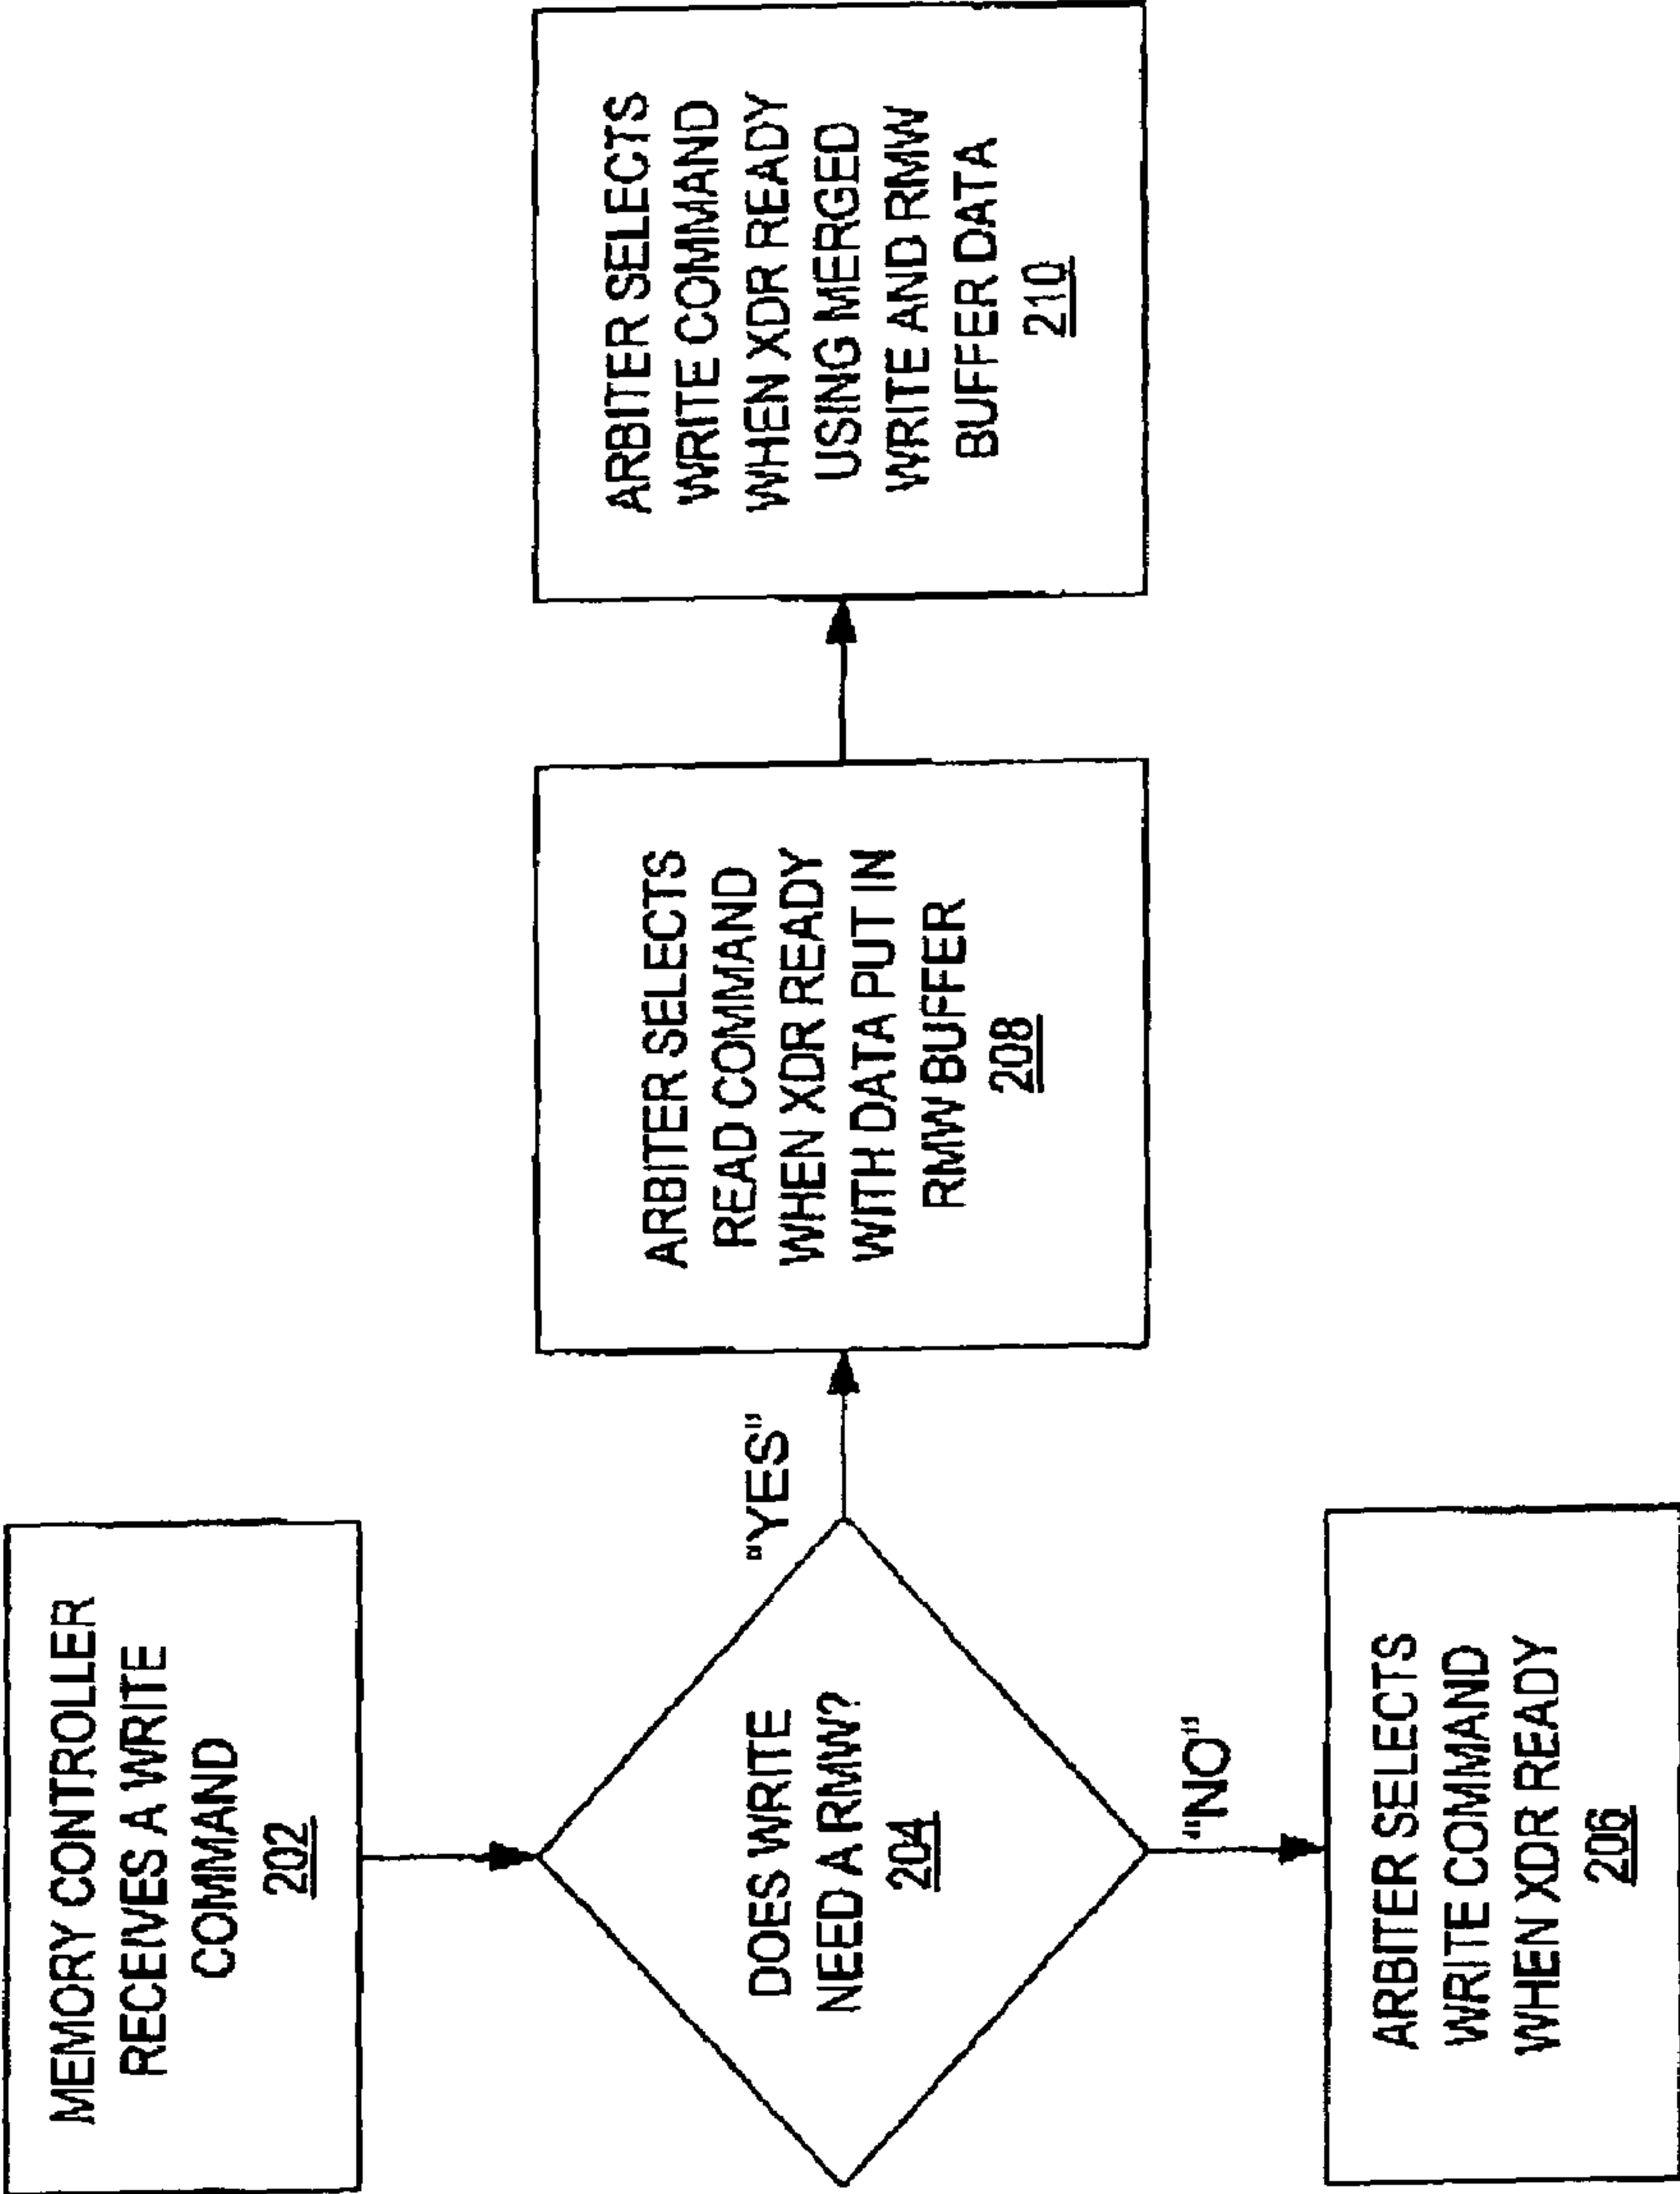 MEMORY CONTROLLER
RECEIVES A WRITE
COMMAND
202
DOES WRITE
NEED A RMW?
204
"YES"
"NO"
ARBITER SELECTS
WRITE COMMAND
WHEN XDR READY
206
ARBITER SELECTS
READ COMMAND
WHEN XDR READY
WITH DATA PUT IN
RMW BUFFER
208
ARBITER SELECTS
WRITE COMMAND
WHEN XDR READY
USING MERGED
WRITE AND RMW
BUFFER DATA
210